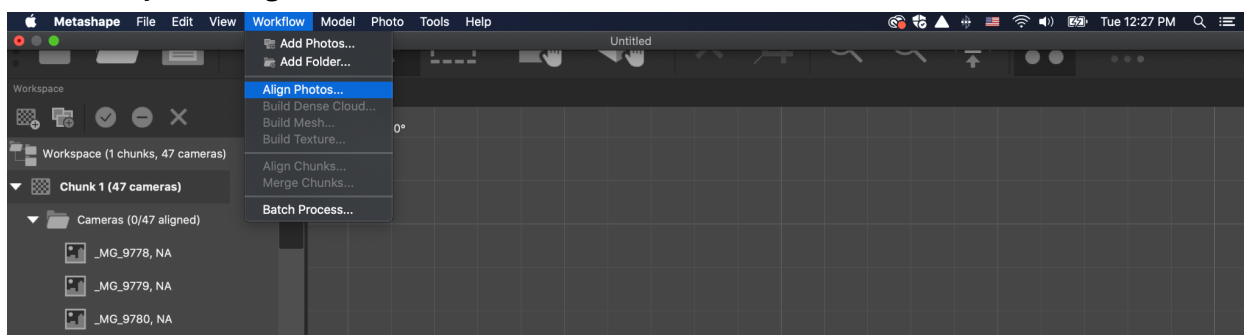 Metashape File Edit View Workflow Model Photo Tools Help Tue 12:27 PM
Untitled
Add Photos...
Add Folder...
Align Photos...
Build Dense Cloud...
Build Mesh...
Build Texture...
Align Chunks...
Merge Chunks...
Batch Process...
Workspace
0°
Workspace (1 chunks, 47 cameras)
Chunk 1 (47 cameras)
Cameras (0/47 aligned)
_MG_9778, NA
_MG_9779, NA
_MG_9780, NA